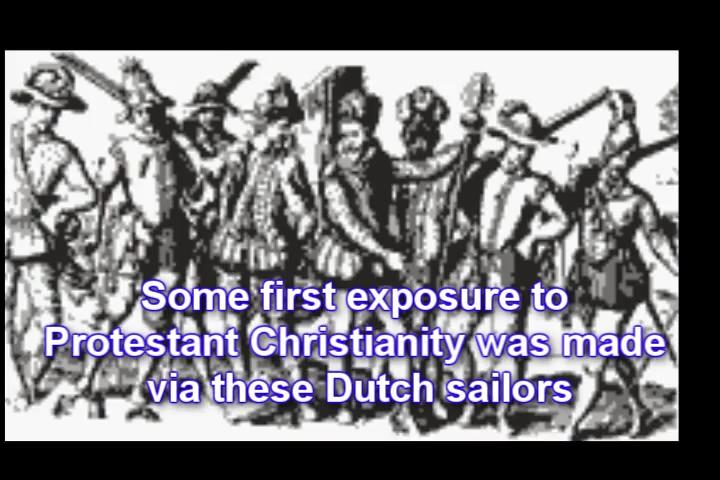 Some first exposure to
Protestant Christianity was made
via these Dutch sailors